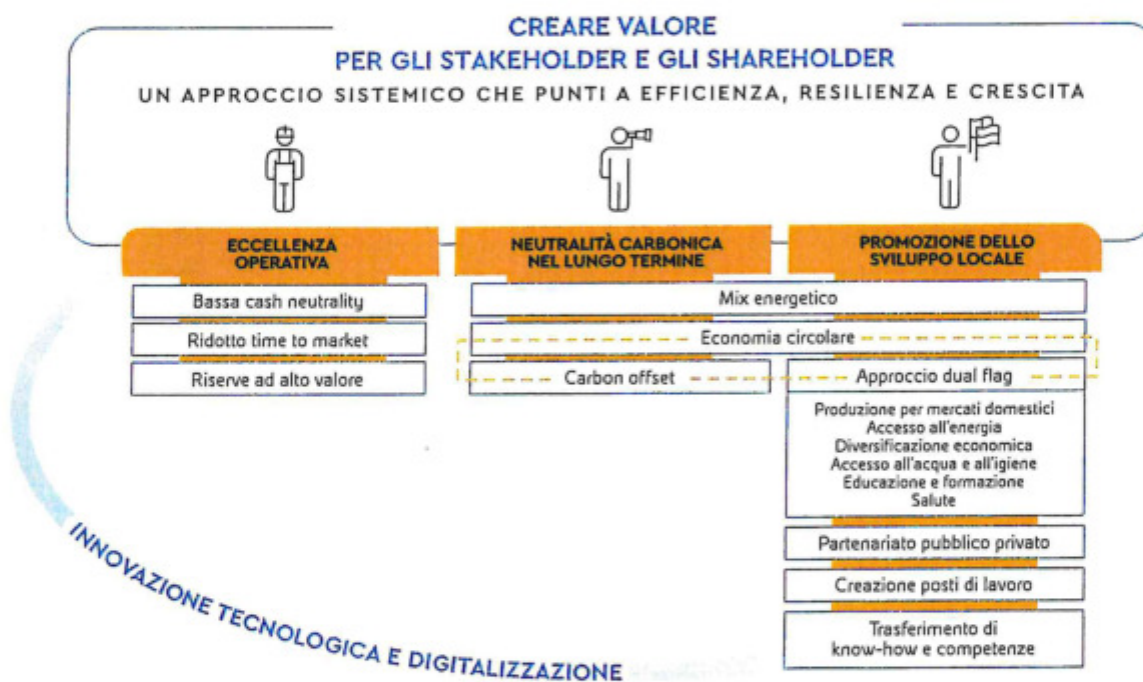 CREARE VALORE
PER GLI STAKEHOLDER E GLI SHAREHOLDER
UN APPROCCIO SISTEMICO CHE PUNTI A EFFICIENZA, RESILIENZA E CRESCITA
ECCELLENZA
OPERATIVA
NEUTRALITÀ CARBONICA
NEL LUNGO TERMINE
PROMOZIONE DELLO
SVILUPPO LOCALE
Bassa cash neutrality
Mix energetico
Ridotto time to market
Economia circolare
Riserve ad alto valore
Carbon offset
Approccio dual flag
Produzione per mercati domestici
Accesso all'energia
Diversificazione economica
Accesso all'acqua e all'igiene
Educazione e formazione
Salute
Partenariato pubblico privato
Creazione posti di lavoro
Trasferimento di
know-how e competenze
INNOVAZIONE TECNOLOGICA E DIGITALIZZAZIONE